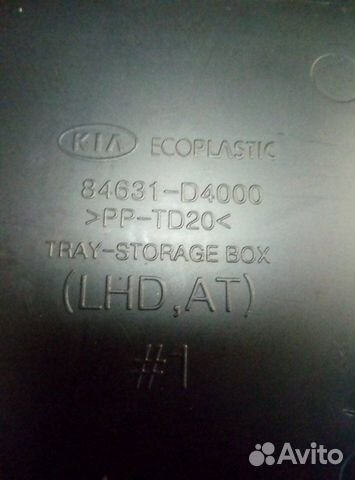 KIA ECOPLASTIC
84631-D4000
>PP-TD20<
TRAY-STORAGE BOX
(LHD,AT)
#1
Avito